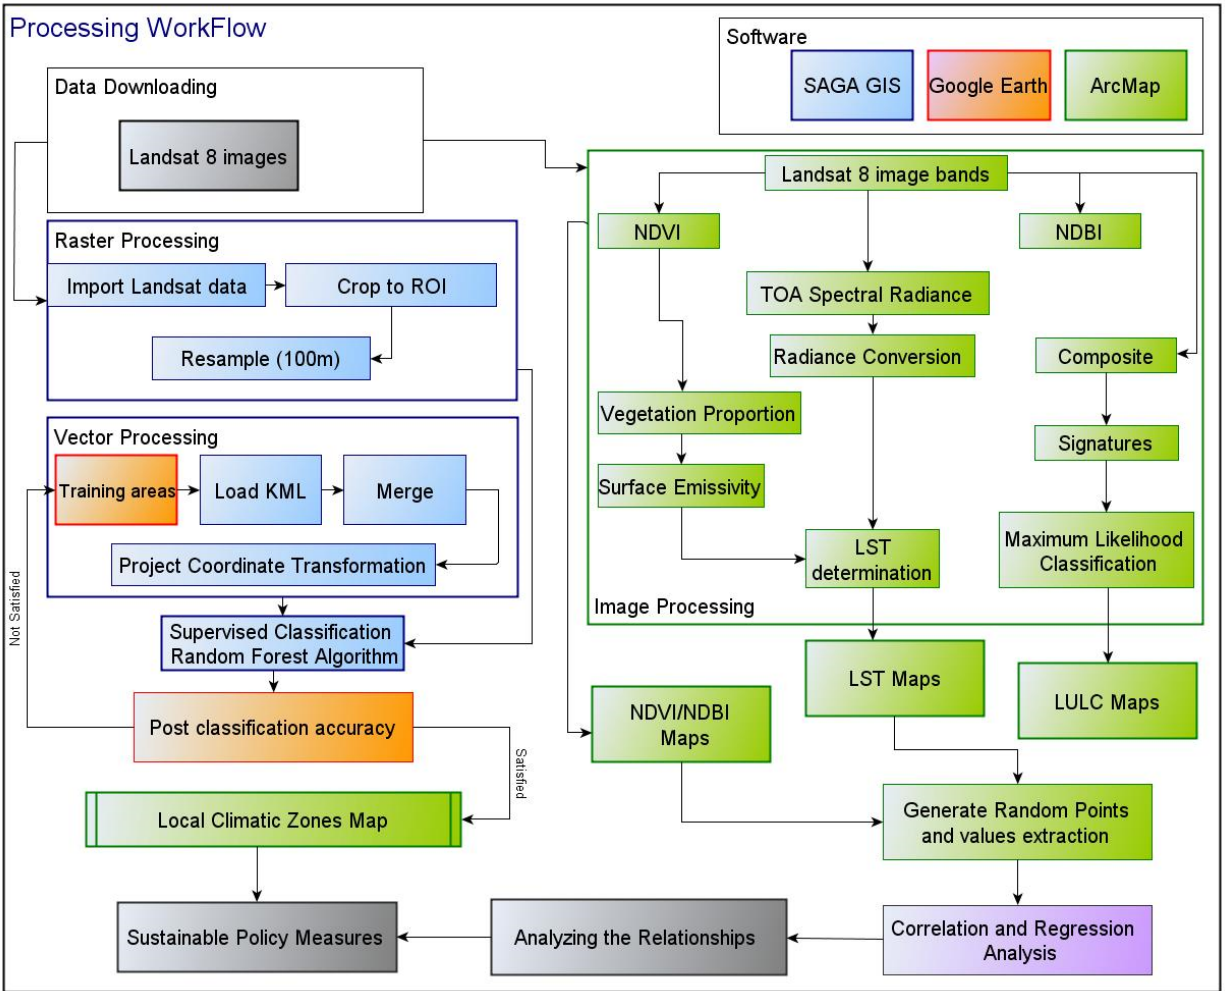 Processing WorkFlow
Software
SAGA GIS
Google Earth
ArcMap
Data Downloading
Landsat 8 images
Raster Processing
Import Landsat data
Crop to ROI
Resample (100m)
Vector Processing
Training areas
Load KML
Merge
Project Coordinate Transformation
Not Satisfied
Supervised Classification
Random Forest Algorithm
Post classification accuracy
Satisfied
Local Climatic Zones Map
Sustainable Policy Measures
Landsat 8 image bands
NDVI
NDBI
TOA Spectral Radiance
Radiance Conversion
Composite
Vegetation Proportion
Signatures
Surface Emissivity
LST
determination
Maximum Likelihood
Classification
Image Processing
LST Maps
LULC Maps
NDVI/NDBI
Maps
Generate Random Points
and values extraction
Correlation and Regression
Analysis
Analyzing the Relationships